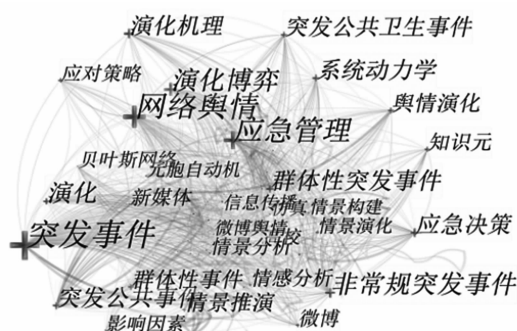 演化机理
突发公共卫生事件
应对策略
演化博弈
系统动力学
网络舆情
舆情演化
应急管理
知识元
贝叶斯网络
元胞自动机
群体性突发事件
演化
新媒体
信息传播
仿真
情景构建
突发事件
微博舆情
情景演化
应急决策
情景分析
群体性事件
情感分析
非常规突发事件
突发公共事件
情景推演
影响因素
微博